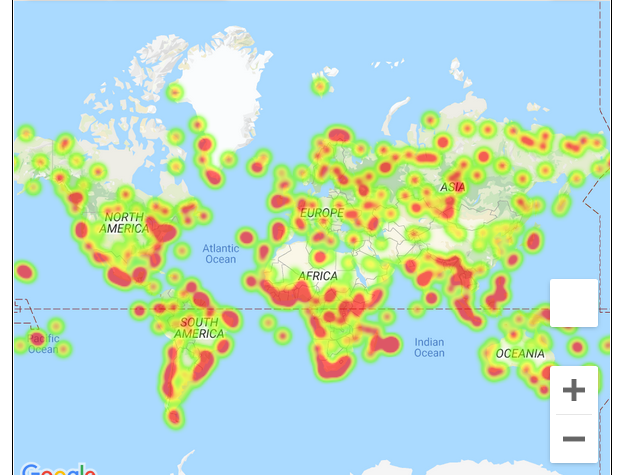 ASIA
EUROPE
NORTH
AMERICA
Atlantic
Ocean
AFRICA
SOUTH
AMERICA
Pacific
Ocean
Indian
Ocean
OCEANIA
+
−
Google